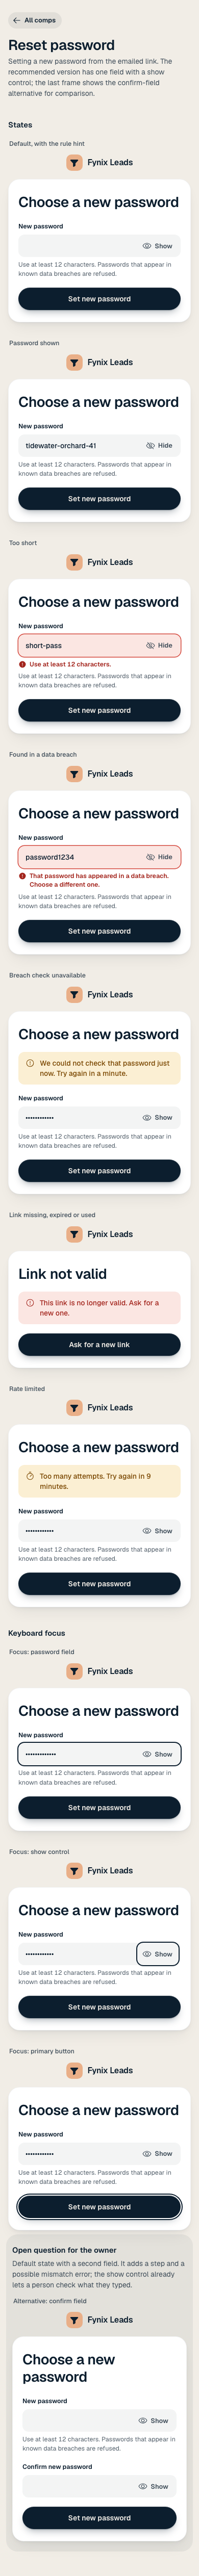 All comps
Reset password
Setting a new password from the emailed link. The
recommended version has one field with a show
control; the last frame shows the confirm-field
alternative for comparison.
States
Default, with the rule hint
Fynix Leads
Choose a new password
New password
Show
Use at least 12 characters. Passwords that appear in
known data breaches are refused.
Set new password
Password shown
Fynix Leads
Choose a new password
New password
tidewater-orchard-41
Hide
Use at least 12 characters. Passwords that appear in
known data breaches are refused.
Set new password
Too short
Fynix Leads
Choose a new password
New password
short-pass
Hide
Use at least 12 characters.
Use at least 12 characters. Passwords that appear in
known data breaches are refused.
Set new password
Found in a data breach
Fynix Leads
Choose a new password
New password
password1234
Hide
That password has appeared in a data breach.
Choose a different one.
Use at least 12 characters. Passwords that appear in
known data breaches are refused.
Set new password
Breach check unavailable
Fynix Leads
Choose a new password
We could not check that password just
now. Try again in a minute.
New password
Show
Use at least 12 characters. Passwords that appear in
known data breaches are refused.
Set new password
Link missing, expired or used
Fynix Leads
Link not valid
This link is no longer valid. Ask for a
new one.
Ask for a new link
Rate limited
Fynix Leads
Choose a new password
Too many attempts. Try again in 9
minutes.
New password
Show
Use at least 12 characters. Passwords that appear in
known data breaches are refused.
Set new password
Keyboard focus
Focus: password field
Fynix Leads
Choose a new password
New password
Show
Use at least 12 characters. Passwords that appear in
known data breaches are refused.
Set new password
Focus: show control
Fynix Leads
Choose a new password
New password
Show
Use at least 12 characters. Passwords that appear in
known data breaches are refused.
Set new password
Focus: primary button
Fynix Leads
Choose a new password
New password
Show
Use at least 12 characters. Passwords that appear in
known data breaches are refused.
Set new password
Open question for the owner
Default state with a second field. It adds a step and a
possible mismatch error; the show control already
lets a person check what they typed.
Alternative: confirm field
Fynix Leads
Choose a new
password
New password
Show
Use at least 12 characters. Passwords that appear in
known data breaches are refused.
Confirm new password
Show
Set new password